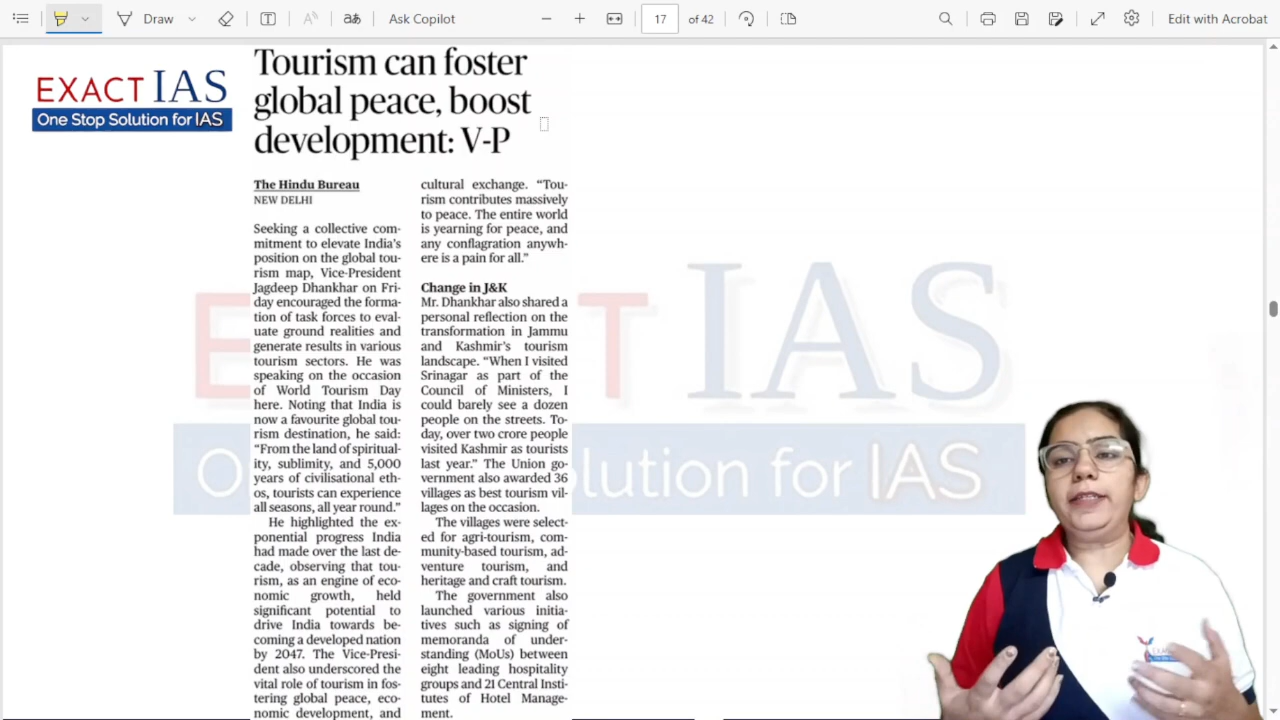 Draw
Ask Copilot
17
of 42
Edit with Acrobat
EXACT IAS
One Stop Solution for IAS
Tourism can foster
global peace, boost
development: V-P
The Hindu Bureau
NEW DELHI
Seeking a collective com-
mitment to elevate India's
position on the global tou-
rism map, Vice-President
Jagdeep Dhankhar on Fri-
day encouraged the forma-
tion of task forces to eval-
uate ground realities and
generate results in various
tourism sectors. He was
speaking on the occasion
of World Tourism Day
here. Noting that India is
now a favourite global tou-
rism destination, he said:
“From the land of spiritual-
ity, sublimity, and 5,000
years of civilisational eth-
os, tourists can experience
all seasons, all year round.”
He highlighted the ex-
ponential progress India
had made over the last de-
cade, observing that tou-
rism, as an engine of eco-
nomic growth, held
significant potential to
drive India towards be-
coming a developed nation
by 2047. The Vice-Presi-
dent also underscored the
vital role of tourism in fos-
tering global peace, eco-
nomic development, and
cultural exchange. “Tou-
rism contributes massively
to peace. The entire world
is yearning for peace, and
any conflagration anywh-
ere is a pain for all.”
Change in J&K
Mr. Dhankhar also shared a
personal reflection on the
transformation in Jammu
and Kashmir's tourism
landscape. “When I visited
Srinagar as part of the
Council of Ministers, I
could barely see a dozen
people on the streets. To-
day, over two crore people
visited Kashmir as tourists
last year.” The Union go-
vernment also awarded 36
villages as best tourism vil-
lages on the occasion.
The villages were select-
ed for agri-tourism, com-
munity-based tourism, ad-
venture tourism, and
heritage and craft tourism.
The government also
launched various initia-
tives such as signing of
memoranda of under-
standing (MoUs) between
eight leading hospitality
groups and 21 Central Insti-
tutes of Hotel Manage-
ment.
E T IAS
On olution for IAS